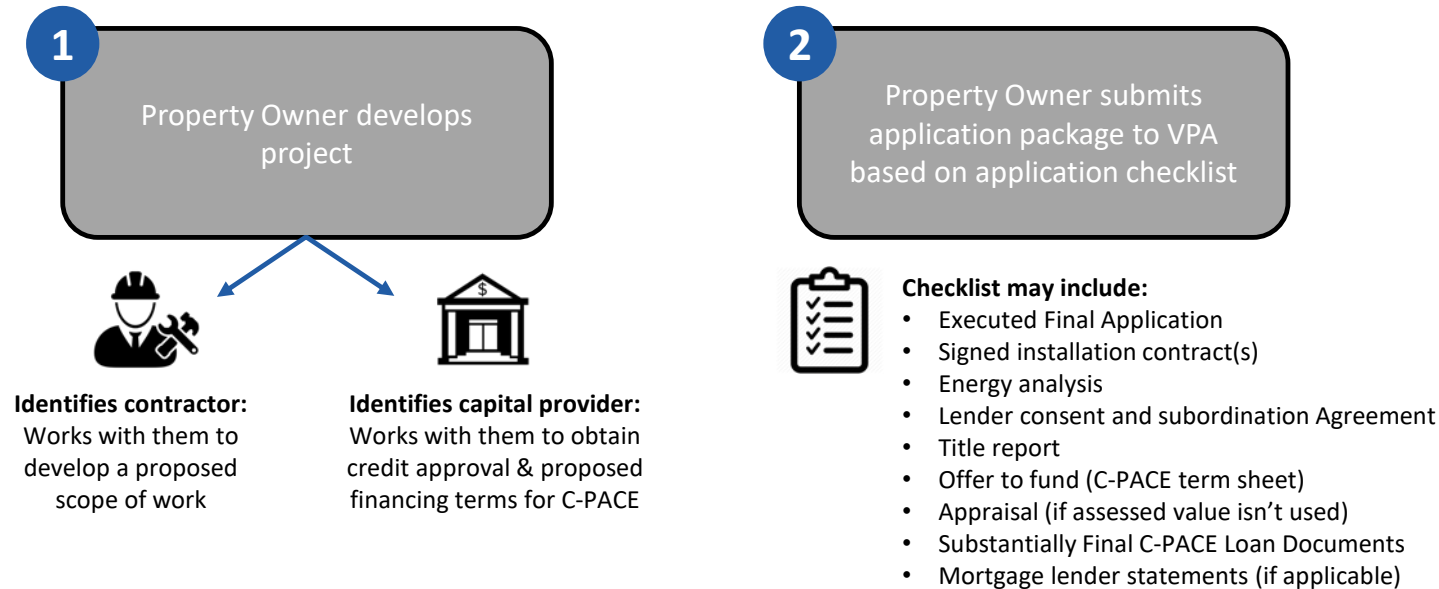 1
Property Owner develops
project
Identifies contractor:
Works with them to
develop a proposed
scope of work
$
Identifies capital provider:
Works with them to obtain
credit approval & proposed
financing terms for C-PACE
2
Property Owner submits
application package to VPA
based on application checklist
Checklist may include:
• Executed Final Application
• Signed installation contract(s)
• Energy analysis
• Lender consent and subordination Agreement
• Title report
• Offer to fund (C-PACE term sheet)
• Appraisal (if assessed value isn’t used)
• Substantially Final C-PACE Loan Documents
• Mortgage lender statements (if applicable)